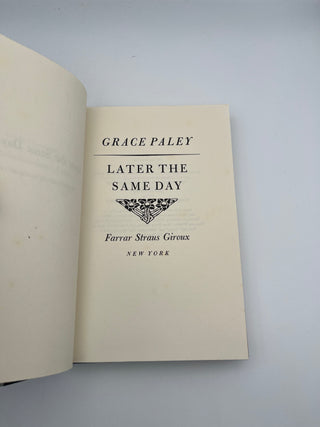 GRACE PALEY
LATER THE
SAME DAY
Farrar Straus Giroux
NEW YORK